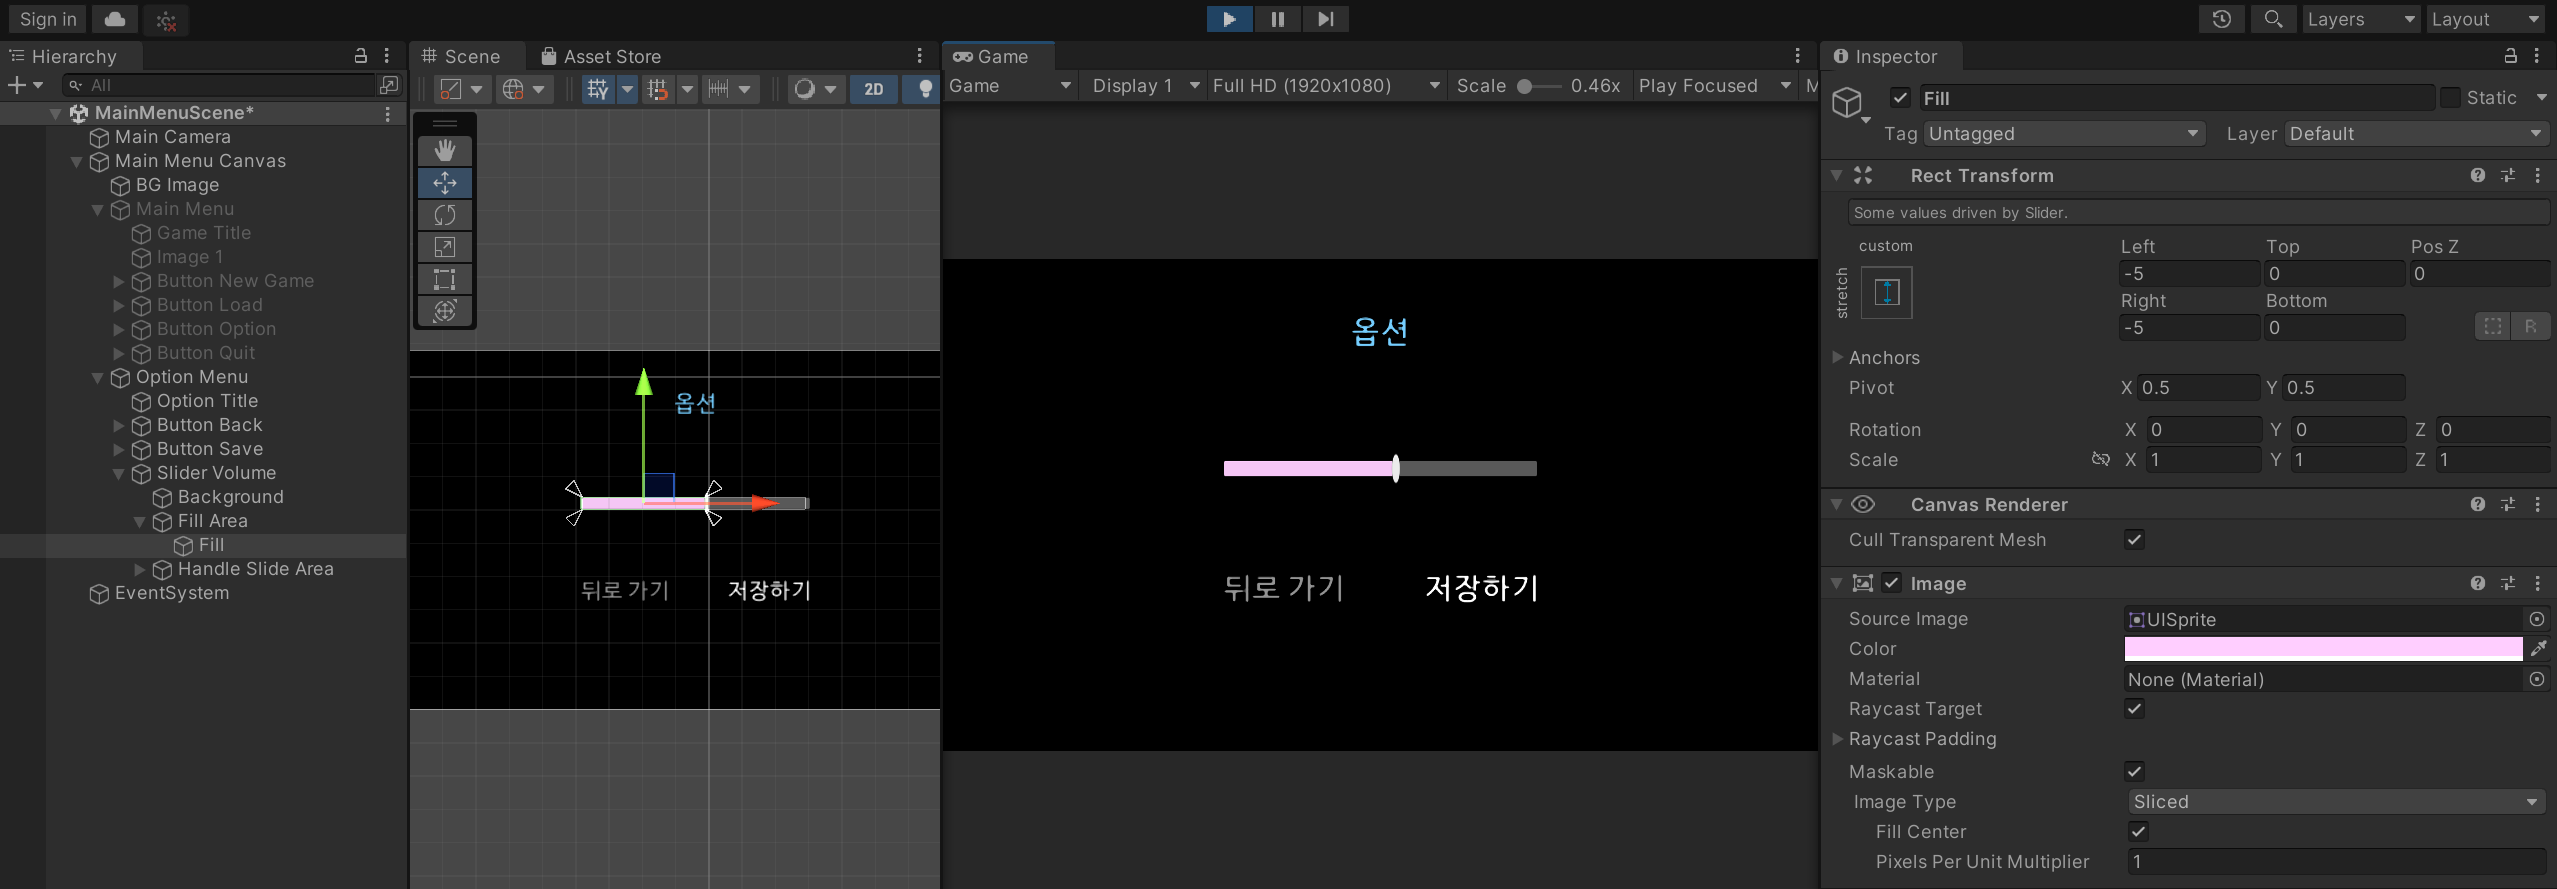 Sign in
Layers
Layout
Hierarchy
All
MainMenuScene*
Main Camera
Main Menu Canvas
BG Image
Main Menu
Game Title
Image 1
Button New Game
Button Load
Button Option
Button Quit
Option Menu
Option Title
Button Back
Button Save
Slider Volume
Background
Fill Area
Fill
Handle Slide Area
EventSystem
Scene
Asset Store
2D
옵션
뒤로 가기
저장하기
Game
Game
Display 1
Full HD (1920x1080)
Scale
0.46x
Play Focused
M
옵션
뒤로 가기
저장하기
Inspector
Fill
Static
Tag
Untagged
Layer
Default
Rect Transform
Some values driven by Slider.
custom
stretch
Left
Top
Pos Z
-5
0
0
Right
Bottom
-5
0
R
Anchors
Pivot
X 0.5
Y 0.5
Rotation
X 0
Y 0
Z 0
Scale
X 1
Y 1
Z 1
Canvas Renderer
Cull Transparent Mesh
Image
Source Image
UISprite
Color
Material
None (Material)
Raycast Target
Raycast Padding
Maskable
Image Type
Sliced
Fill Center
Pixels Per Unit Multiplier
1